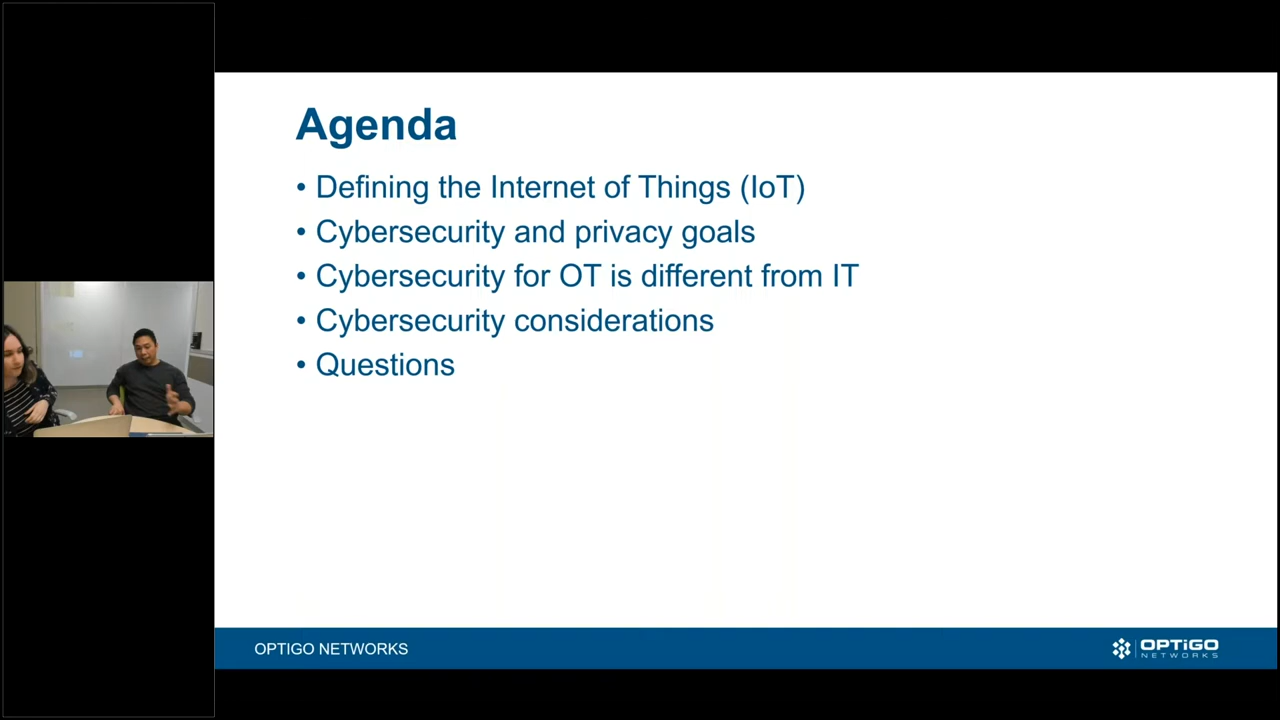 Agenda
• Defining the Internet of Things (IoT)
• Cybersecurity and privacy goals
• Cybersecurity for OT is different from IT
• Cybersecurity considerations
• Questions
OPTIGO NETWORKS
OPTiGO
NETWORKS